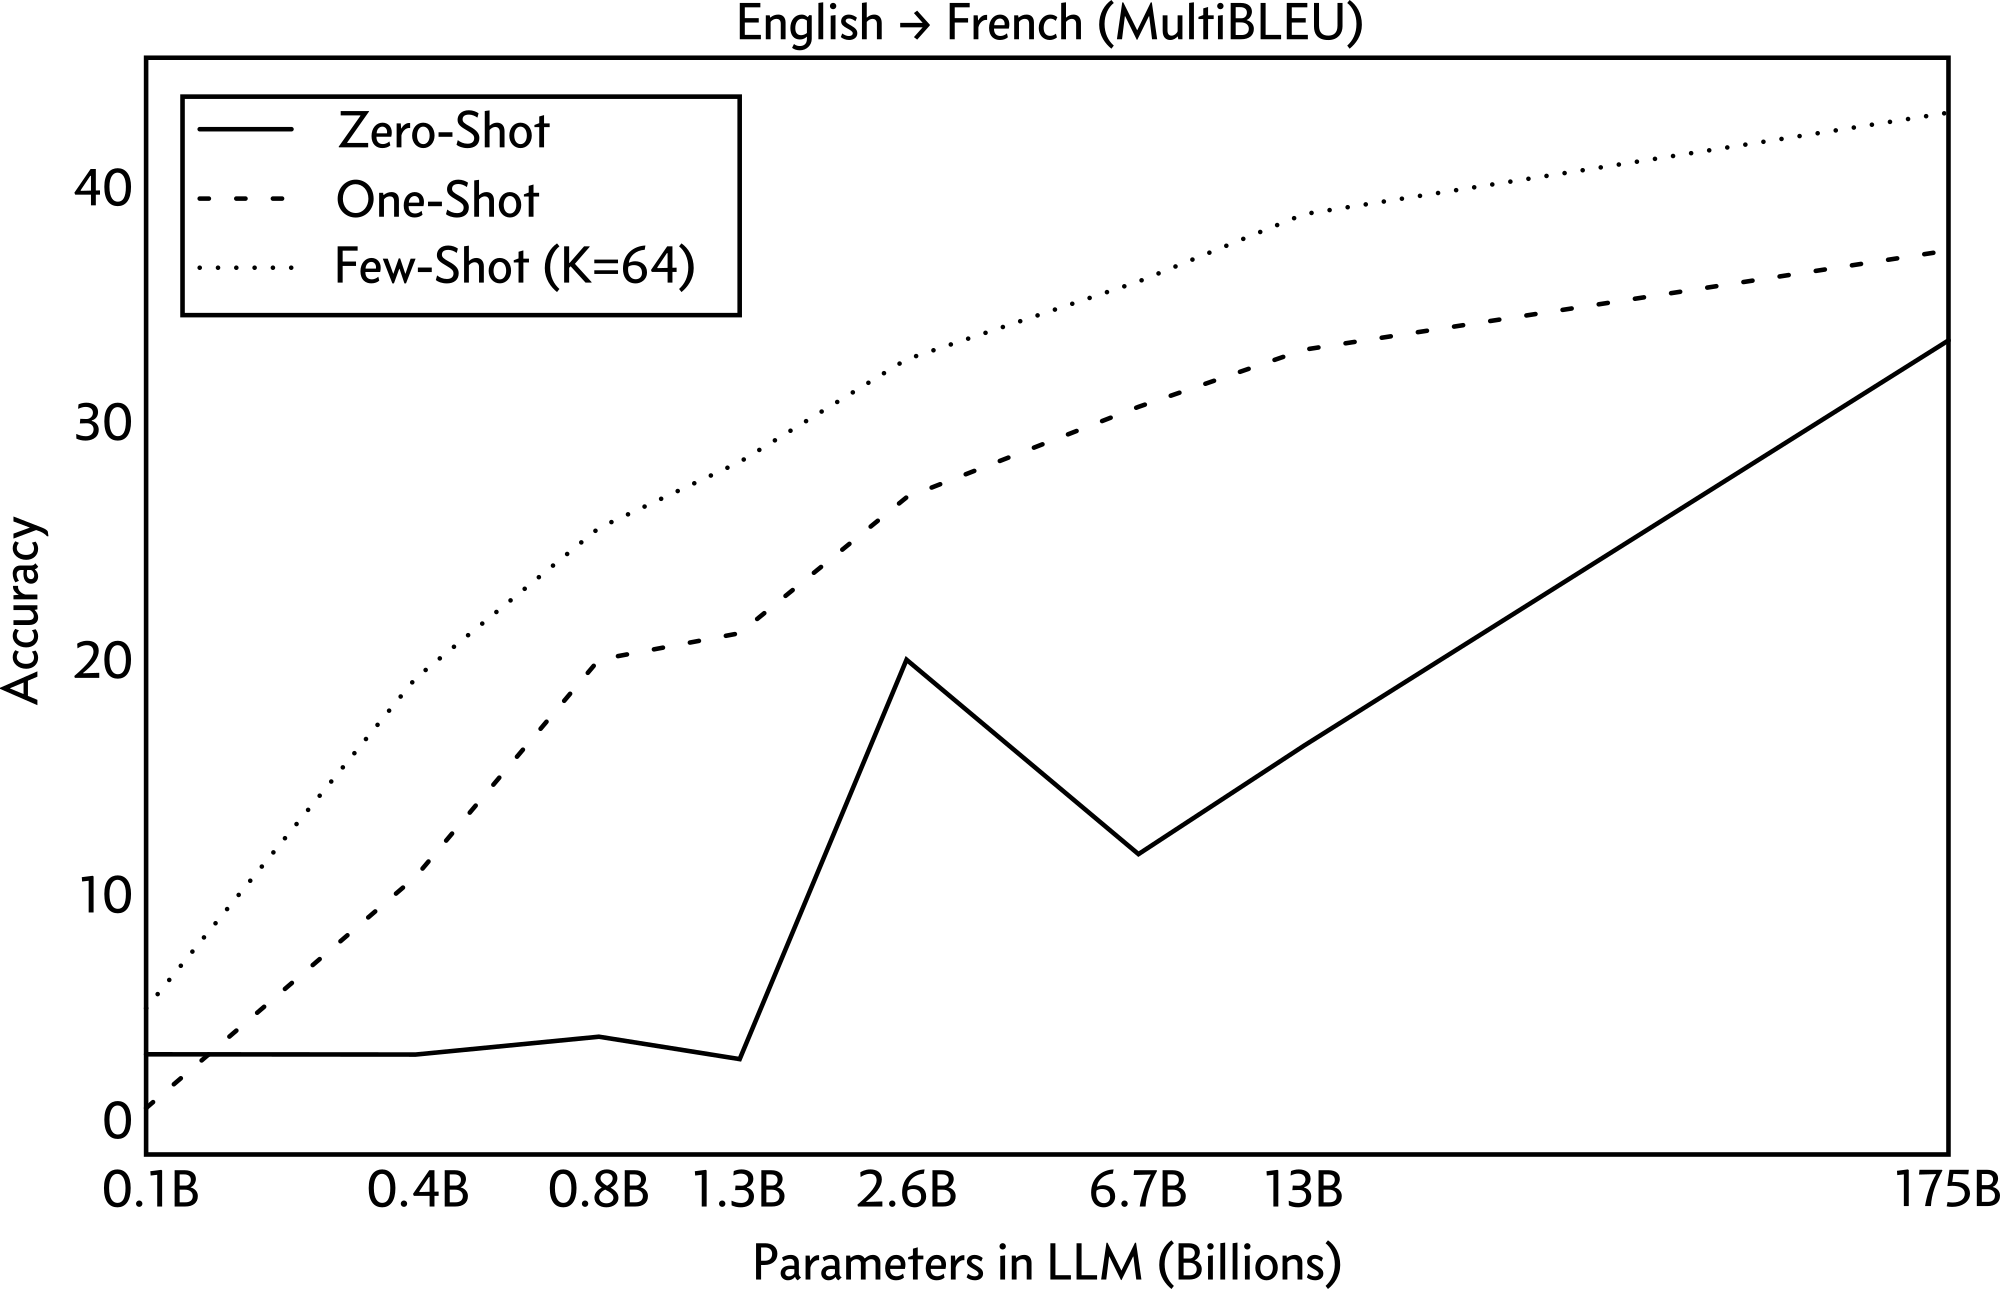 English → French (MultiBLEU)
Zero-Shot
One-Shot
Few-Shot (K=64)
Accuracy
40
30
20
10
0
0.1B 0.4B 0.8B 1.3B 2.6B 6.7B 13B 175B
Parameters in LLM (Billions)